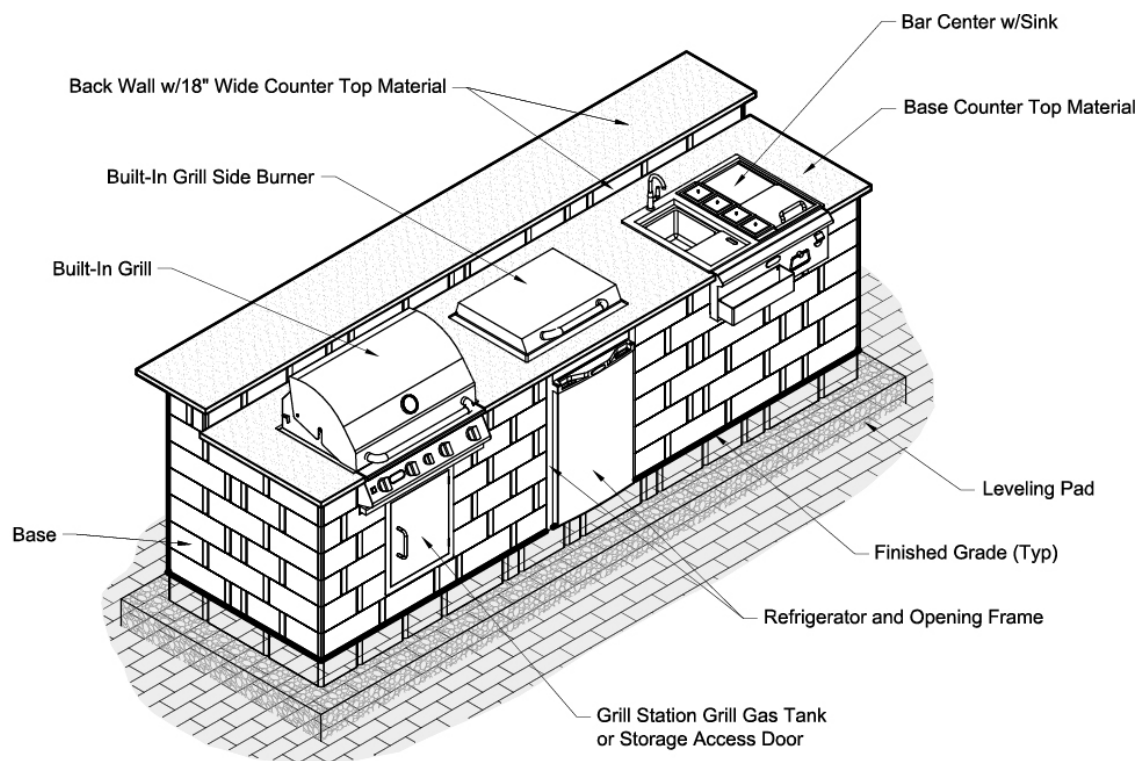 Bar Center w/Sink
Back Wall w/18" Wide Counter Top Material
Base Counter Top Material
Built-In Grill Side Burner
Built-In Grill
Leveling Pad
Base
Finished Grade (Typ)
Refrigerator and Opening Frame
Grill Station Grill Gas Tank
or Storage Access Door